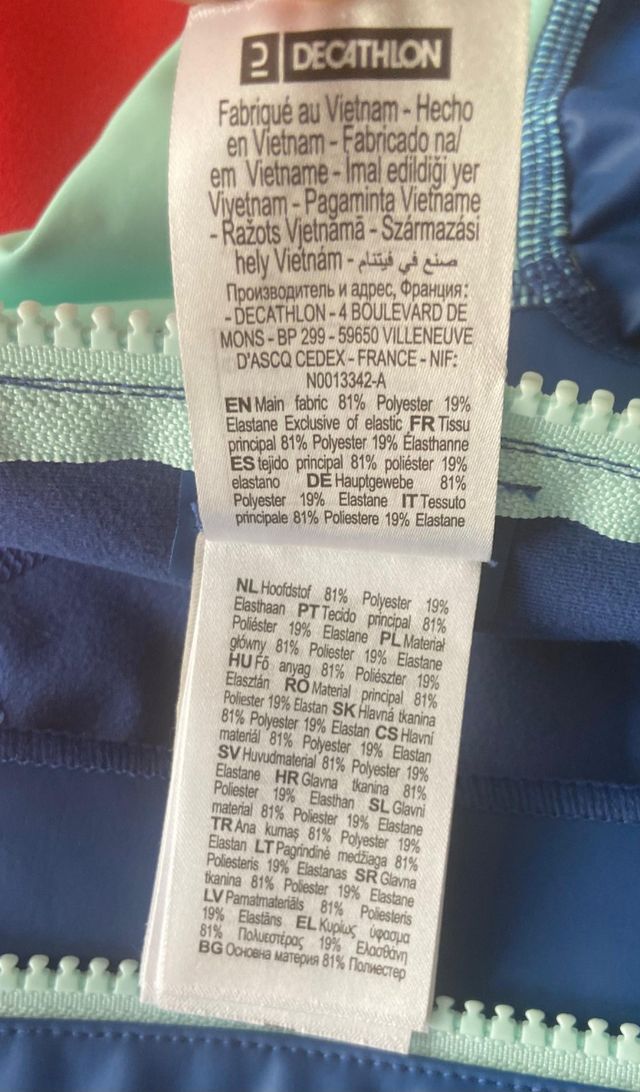 DECATHLON
Fabriqué au Vietnam - Hecho
en Vietnam - Fabricado na/
em Vietname - İmal edildiği yer
Viyetnam - Pagaminta Vietname
- Ražots Vjetnāmā - Származási
hely Vietnám - صنع في فيتنام
Производитель и адрес, Франция:
- DECATHLON - 4 BOULEVARD DE
MONS - BP 299 - 59650 VILLENEUVE
D'ASCQ CEDEX - FRANCE - NIF:
N0013342-A
EN Main fabric 81% Polyester 19%
Elastane Exclusive of elastic FR Tissu
principal 81% Polyester 19% Élasthanne
ES tejido principal 81% poliéster 19%
elastano DE Hauptgewebe 81%
Polyester 19% Elastane IT Tessuto
principale 81% Poliestere 19% Elastane
NL Hoofdstof 81% Polyester 19%
Elasthaan PT Tecido principal 81%
Poliéster 19% Elastane PL Materiał
główny 81% Poliester 19% Elastane
HU Fő anyag 81% Poliészter 19%
Elasztán RO Material principal 81%
Poliester 19% Elastan SK Hlavná tkanina
81% Polyester 19% Elastan CS Hlavní
materiál 81% Polyester 19% Elastan
SV Huvudmaterial 81% Polyester 19%
Elastane HR Glavna tkanina 81%
Poliester 19% Elasthan SL Glavni
material 81% Poliester 19% Elastane
TR Ana kumaş 81% Polyester 19%
Elastan LT Pagrindinė medžiaga 81%
Poliesteris 19% Elastanas SR Glavna
tkanina 81% Poliester 19% Elastane
LV Pamatmateriāls 81% Poliesteris
19% Elastāns EL Κυρίως ύφασμα
81% Πολυεστέρας 19% Ελασθάνη
BG Основна материя 81% Полиестер